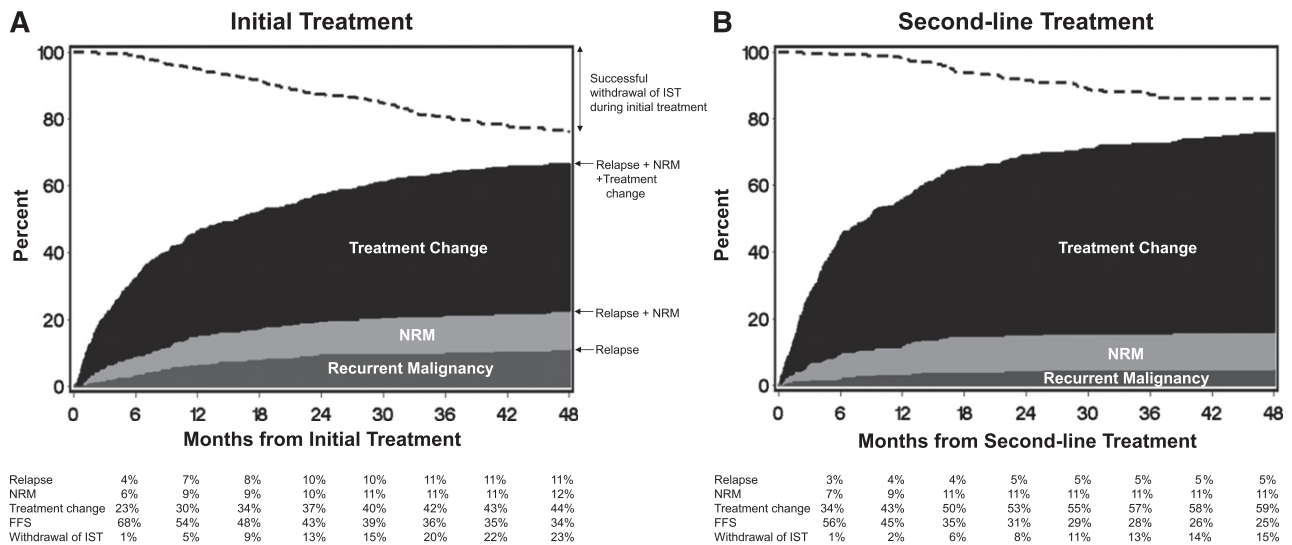 A
Initial Treatment
100
80
60
40
20
0
Percent
Successful
withdrawal of IST
during initial treatment
Relapse + NRM
+Treatment
change
Treatment Change
Relapse + NRM
NRM
Relapse
Recurrent Malignancy
0 6 12 18 24 30 36 42 48
Months from Initial Treatment
Relapse 4% 7% 8% 10% 10% 11% 11% 11%
NRM 6% 9% 9% 10% 11% 11% 11% 12%
Treatment change 23% 30% 34% 37% 40% 42% 43% 44%
FFS 68% 54% 48% 43% 39% 36% 35% 34%
Withdrawal of IST 1% 5% 9% 13% 15% 20% 22% 23%
B
Second-line Treatment
100
80
60
40
20
0
Percent
Treatment Change
NRM
Recurrent Malignancy
0 6 12 18 24 30 36 42 48
Months from Second-line Treatment
Relapse 3% 4% 4% 5% 5% 5% 5% 5%
NRM 7% 9% 11% 11% 11% 11% 11% 11%
Treatment change 34% 43% 50% 53% 55% 57% 58% 59%
FFS 56% 45% 35% 31% 29% 28% 26% 25%
Withdrawal of IST 1% 2% 6% 8% 11% 13% 14% 15%